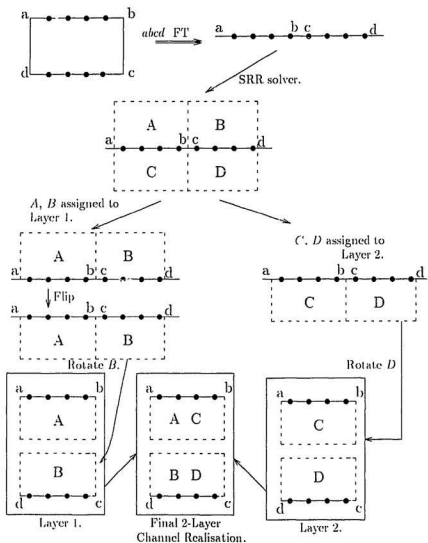 a b
abcd FT
a b c d
d c
SRR solver.
A B
a b c d
C D
A, B assigned to
Layer 1.
C, D assigned to
Layer 2.
A B
a b c d
Flip
a b c d
A B
a b c d
C D
Rotate B.
Rotate D
a b
A
B
d c
Layer 1.
a b
A C
B D
d c
Final 2-Layer
Channel Realisation.
a b
C
D
d c
Layer 2.